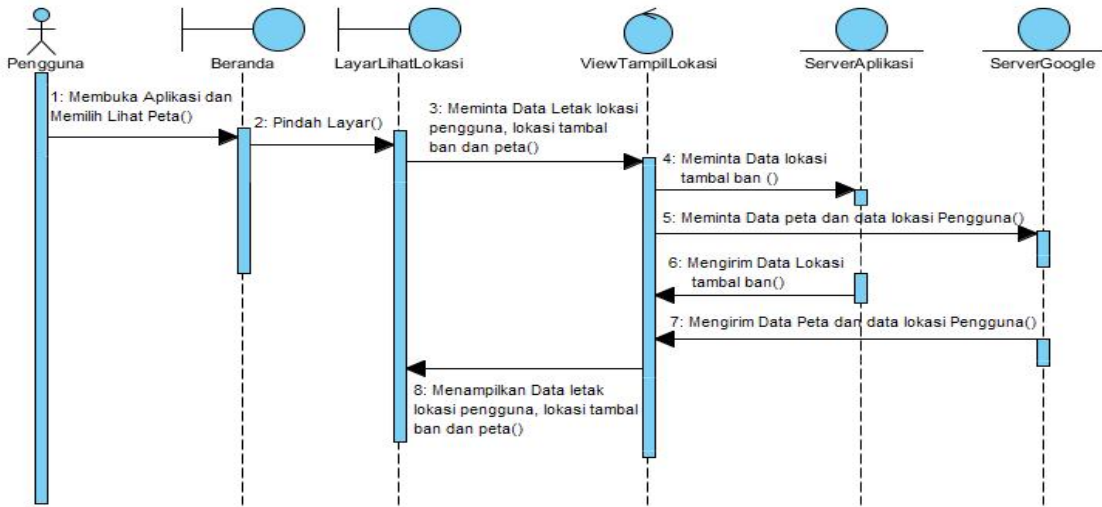 Pengguna
Beranda
LayarLihatLokasi
ViewTampilLokasi
ServerAplikasi
ServerGoogle
1: Membuka Aplikasi dan
Memilih Lihat Peta()
2: Pindah Layar()
3: Meminta Data Letak lokasi
pengguna, lokasi tambal
ban dan peta()
4: Meminta Data lokasi
tambal ban ()
5: Meminta Data peta dan data lokasi Pengguna()
6: Mengirim Data Lokasi
tambal ban()
7: Mengirim Data Peta dan data lokasi Pengguna()
8: Menampilkan Data letak
lokasi pengguna, lokasi tambal
ban dan peta()